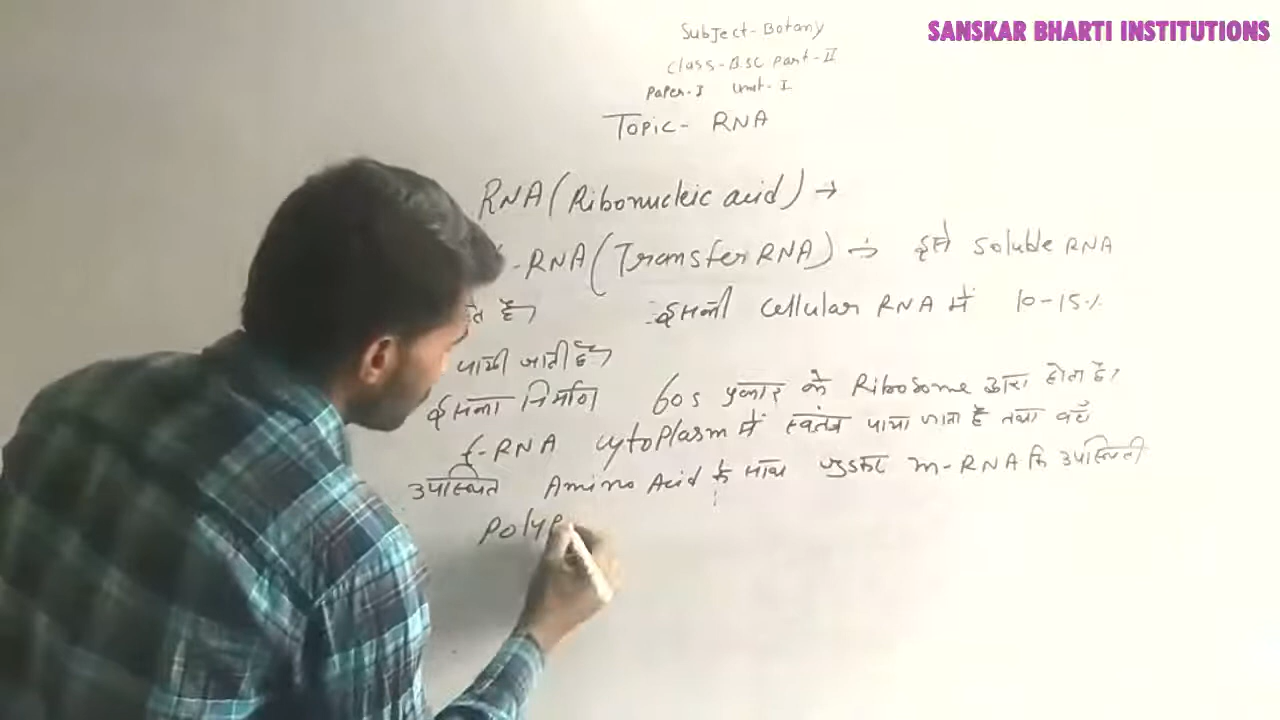 SANSKAR BHARTI INSTITUTIONS
Subject- Botany
Class- B.SC Part-II
Paper-I Unit-I
Topic- RNA
RNA (Ribonucleic acid) →
-RNA (Transfer RNA) → इसे Soluble RNA
है। इसकी Cellular RNA में 10-15%
पायी जाती है।
इसका निर्माण 60s प्रकार के Ribosome द्वारा होता है।
t-RNA cytoplasm में स्वतंत्र पाया जाता है तथा वहाँ
उपस्थित Amino Acid के साथ जुड़कर m-RNA कि उपस्थिती
Polyp